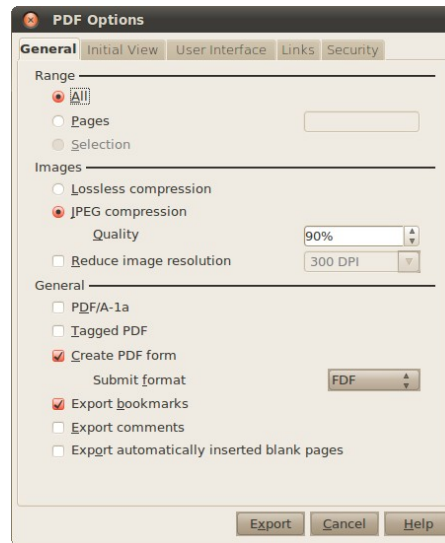 PDF Options
General Initial View User Interface Links Security
Range
All
Pages
Selection
Images
Lossless compression
JPEG compression
Quality 90%
Reduce image resolution 300 DPI
General
PDF/A-1a
Tagged PDF
Create PDF form
Submit format FDF
Export bookmarks
Export comments
Export automatically inserted blank pages
Export Cancel Help